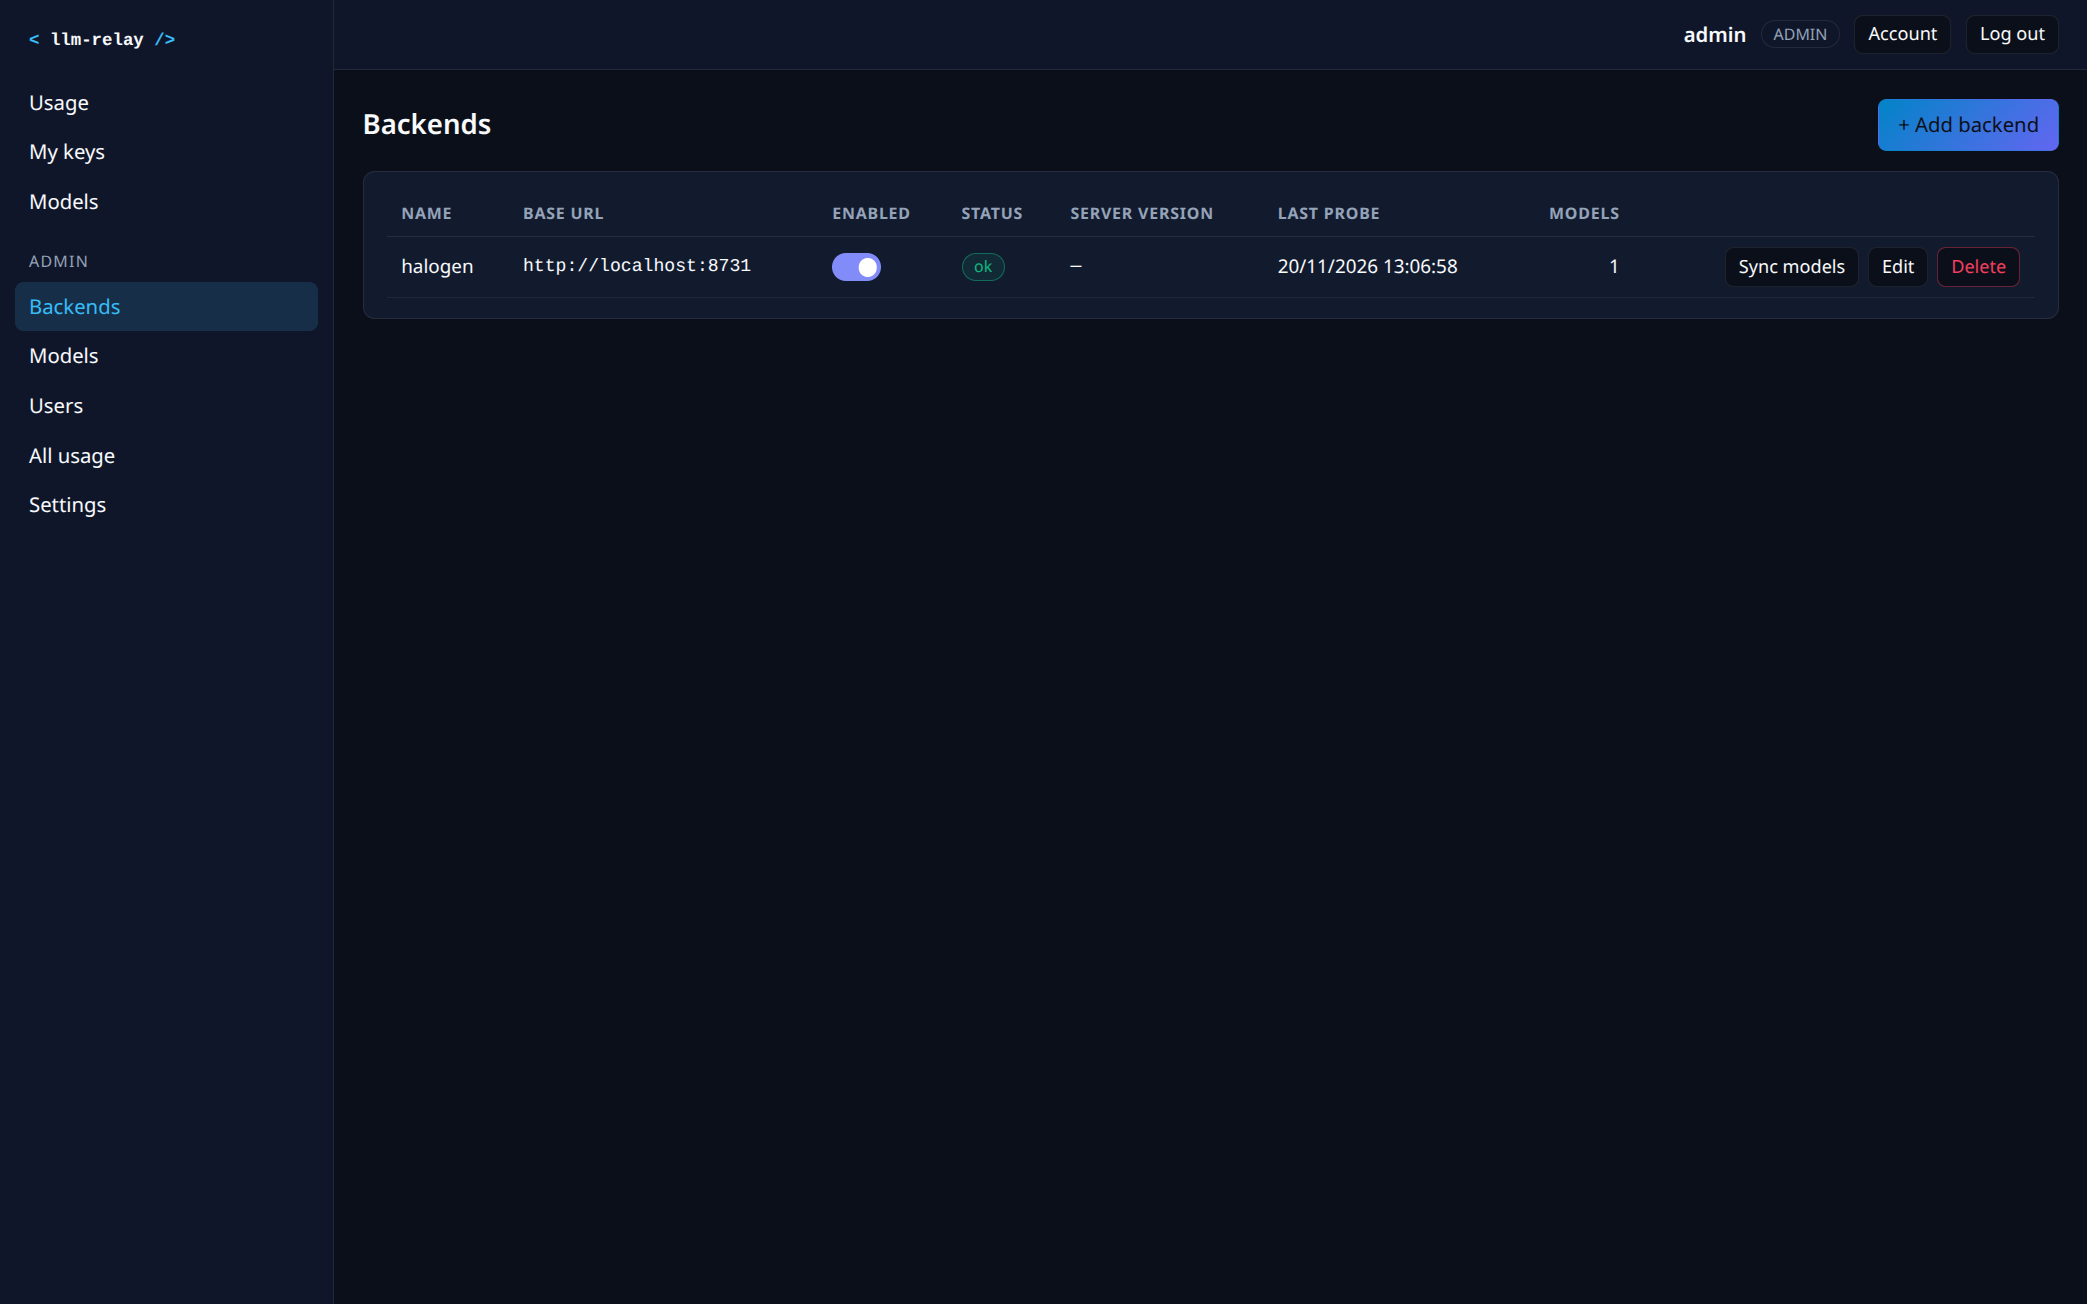 < llm-relay />
admin ADMIN Account Log out
Usage
My keys
Models
ADMIN
Backends
Models
Users
All usage
Settings
Backends
+ Add backend
NAME BASE URL ENABLED STATUS SERVER VERSION LAST PROBE MODELS
halogen http://localhost:8731 ok — 20/11/2026 13:06:58 1 Sync models Edit Delete